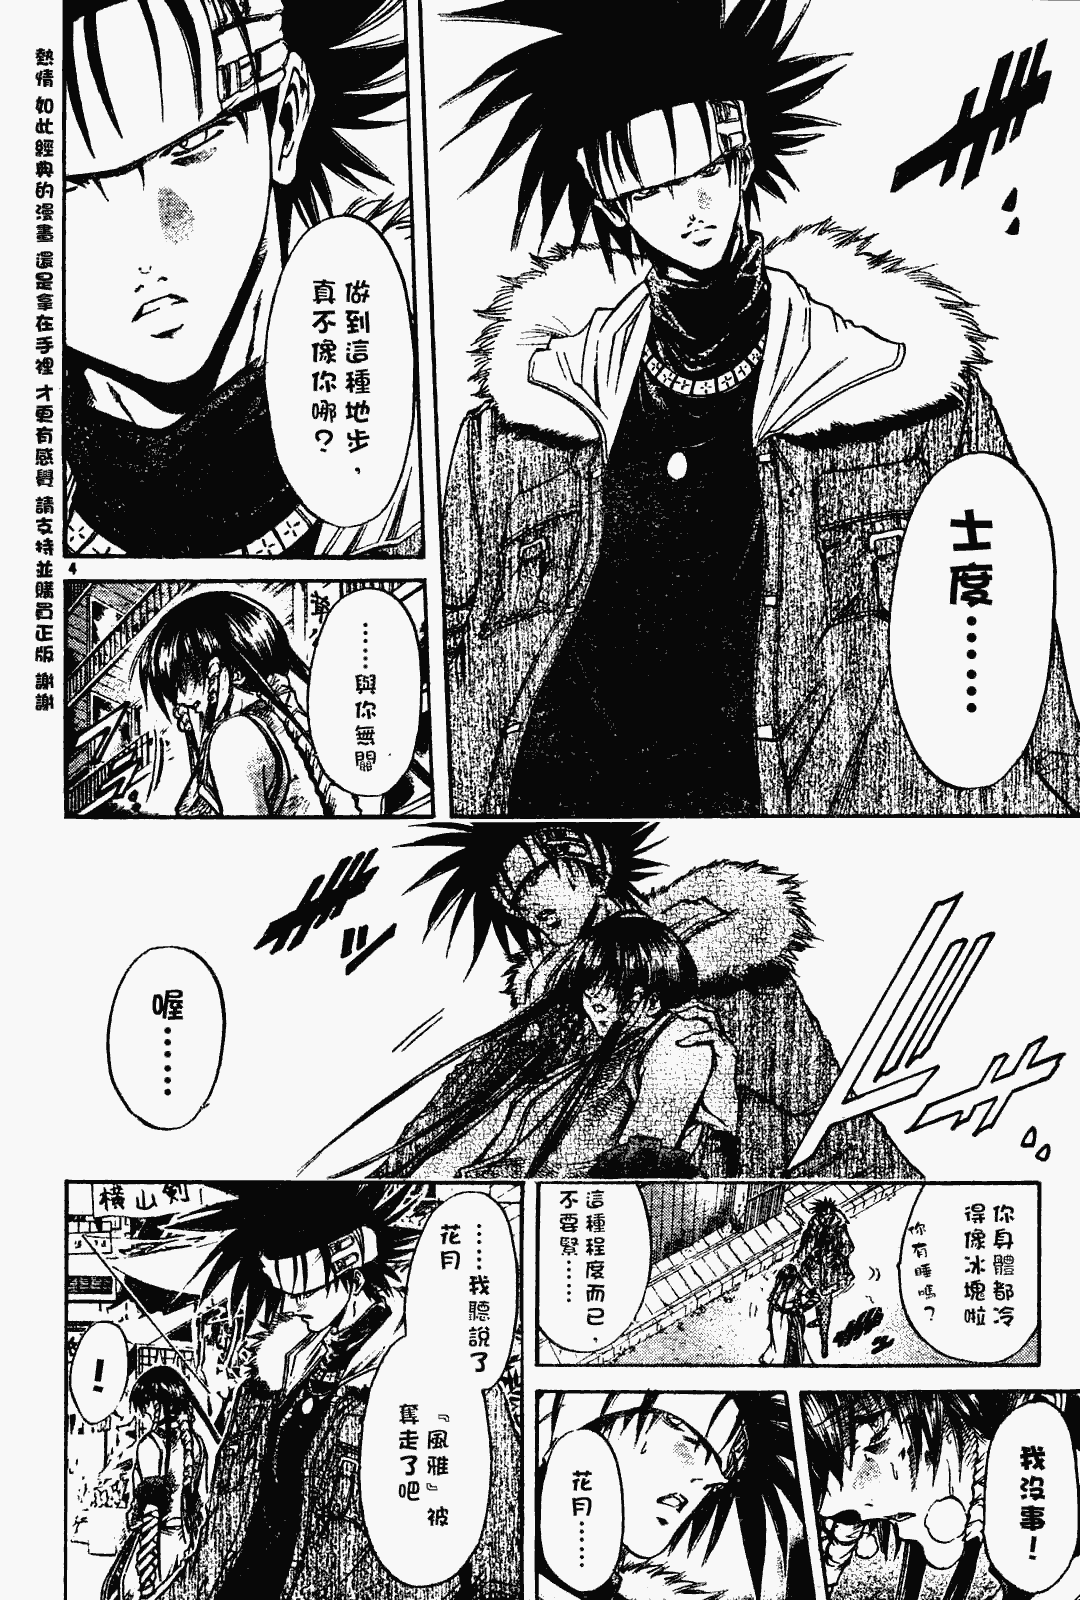 士度………
做到這種地步，
真不像你哪？
……與你無關
喔……
你身體都冷
得像冰塊啦
你有睡嗎？
這種程度而已，
不要緊……
我沒事！
花月……
……我聽說了
花月
『風雅』被
奪走了吧
！
橫山劍
4
熱情 如此經典的漫畫 還是拿在手裡 才更有感覺 請支持並購買正版 謝謝